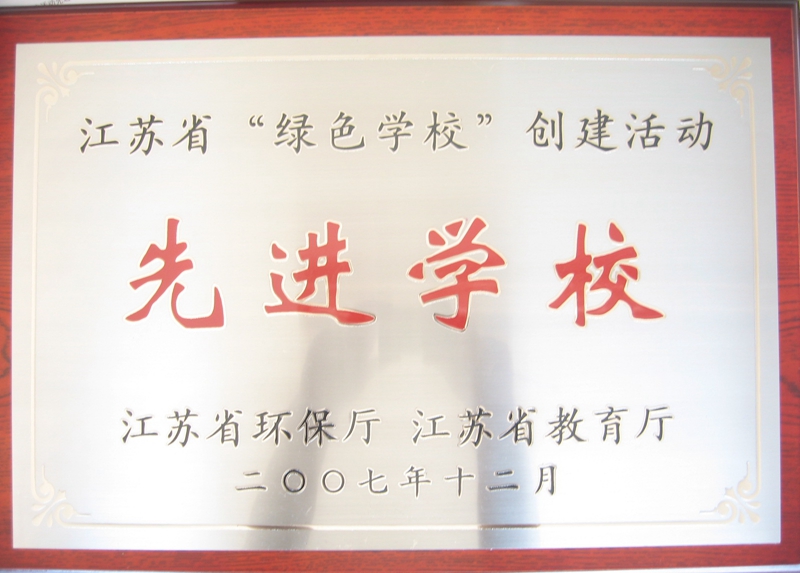 江苏省“绿色学校”创建活动
先进学校
江苏省环保厅 江苏省教育厅
二〇〇七年十二月